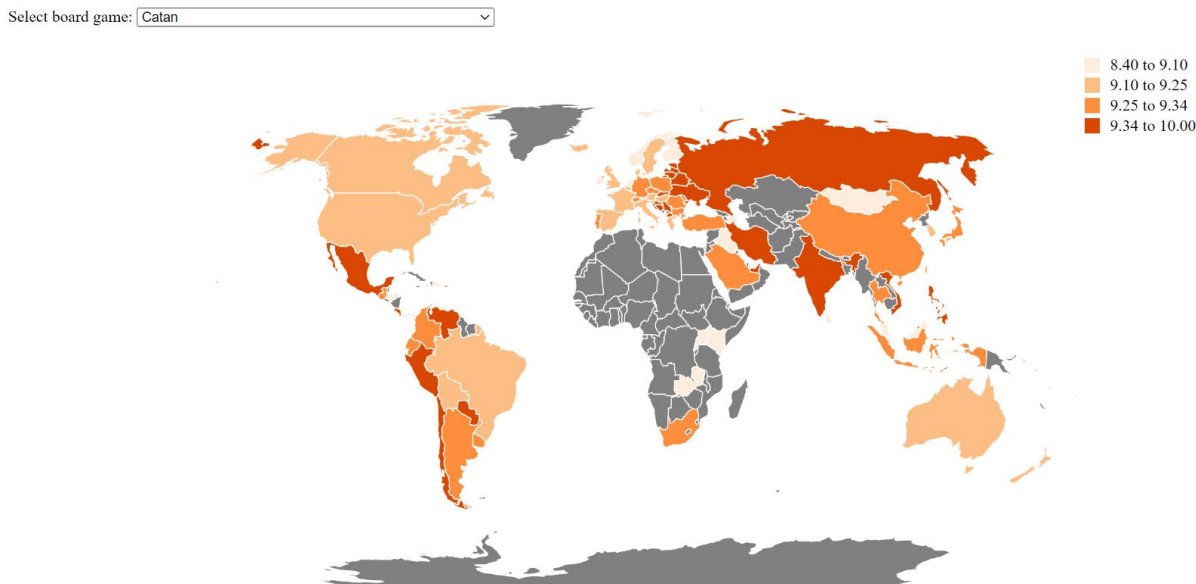 Select board game: Catan
8.40 to 9.10
9.10 to 9.25
9.25 to 9.34
9.34 to 10.00